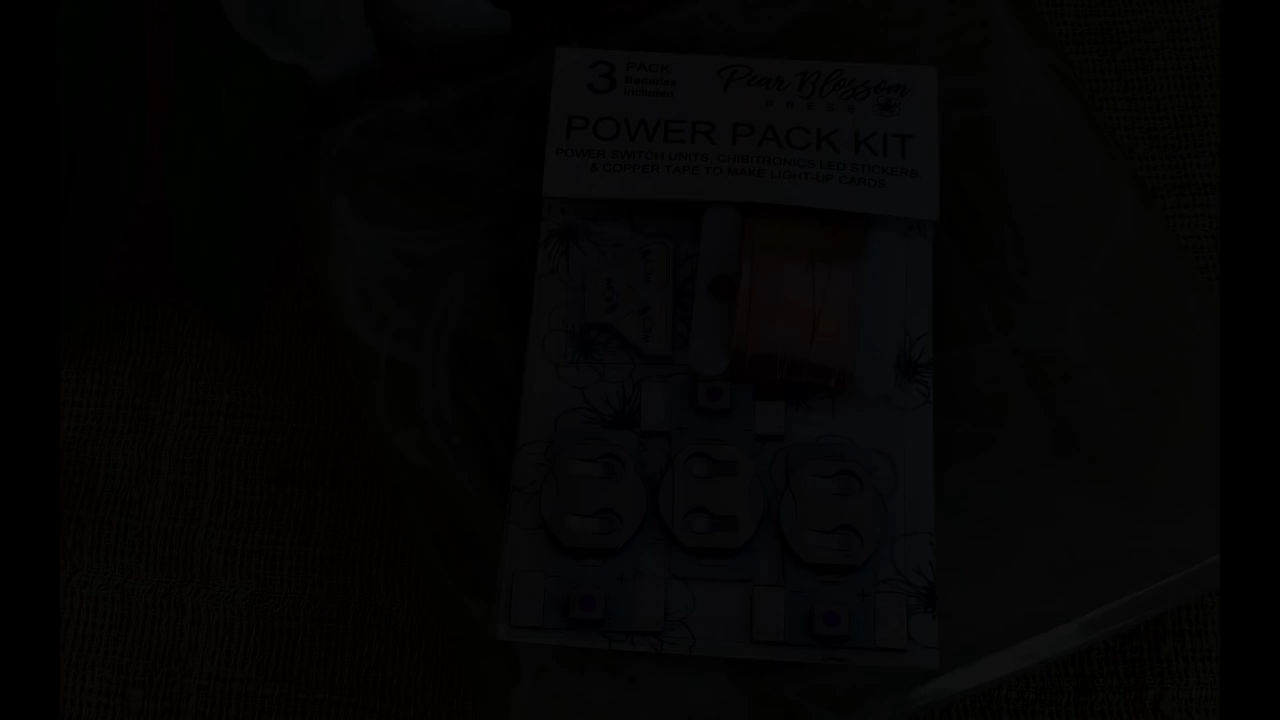 3 PACK
Batteries
Included
Pear Blossom
PRESS
POWER PACK KIT
POWER SWITCH UNITS, CHIBITRONICS LED STICKERS
& COPPER TAPE TO MAKE LIGHT-UP CARDS